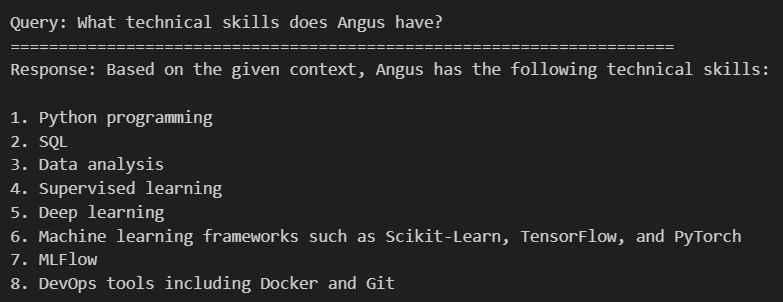 Query: What technical skills does Angus have?
=====================================================================
Response: Based on the given context, Angus has the following technical skills:
1. Python programming
2. SQL
3. Data analysis
4. Supervised learning
5. Deep learning
6. Machine learning frameworks such as Scikit-Learn, TensorFlow, and PyTorch
7. MLFlow
8. DevOps tools including Docker and Git